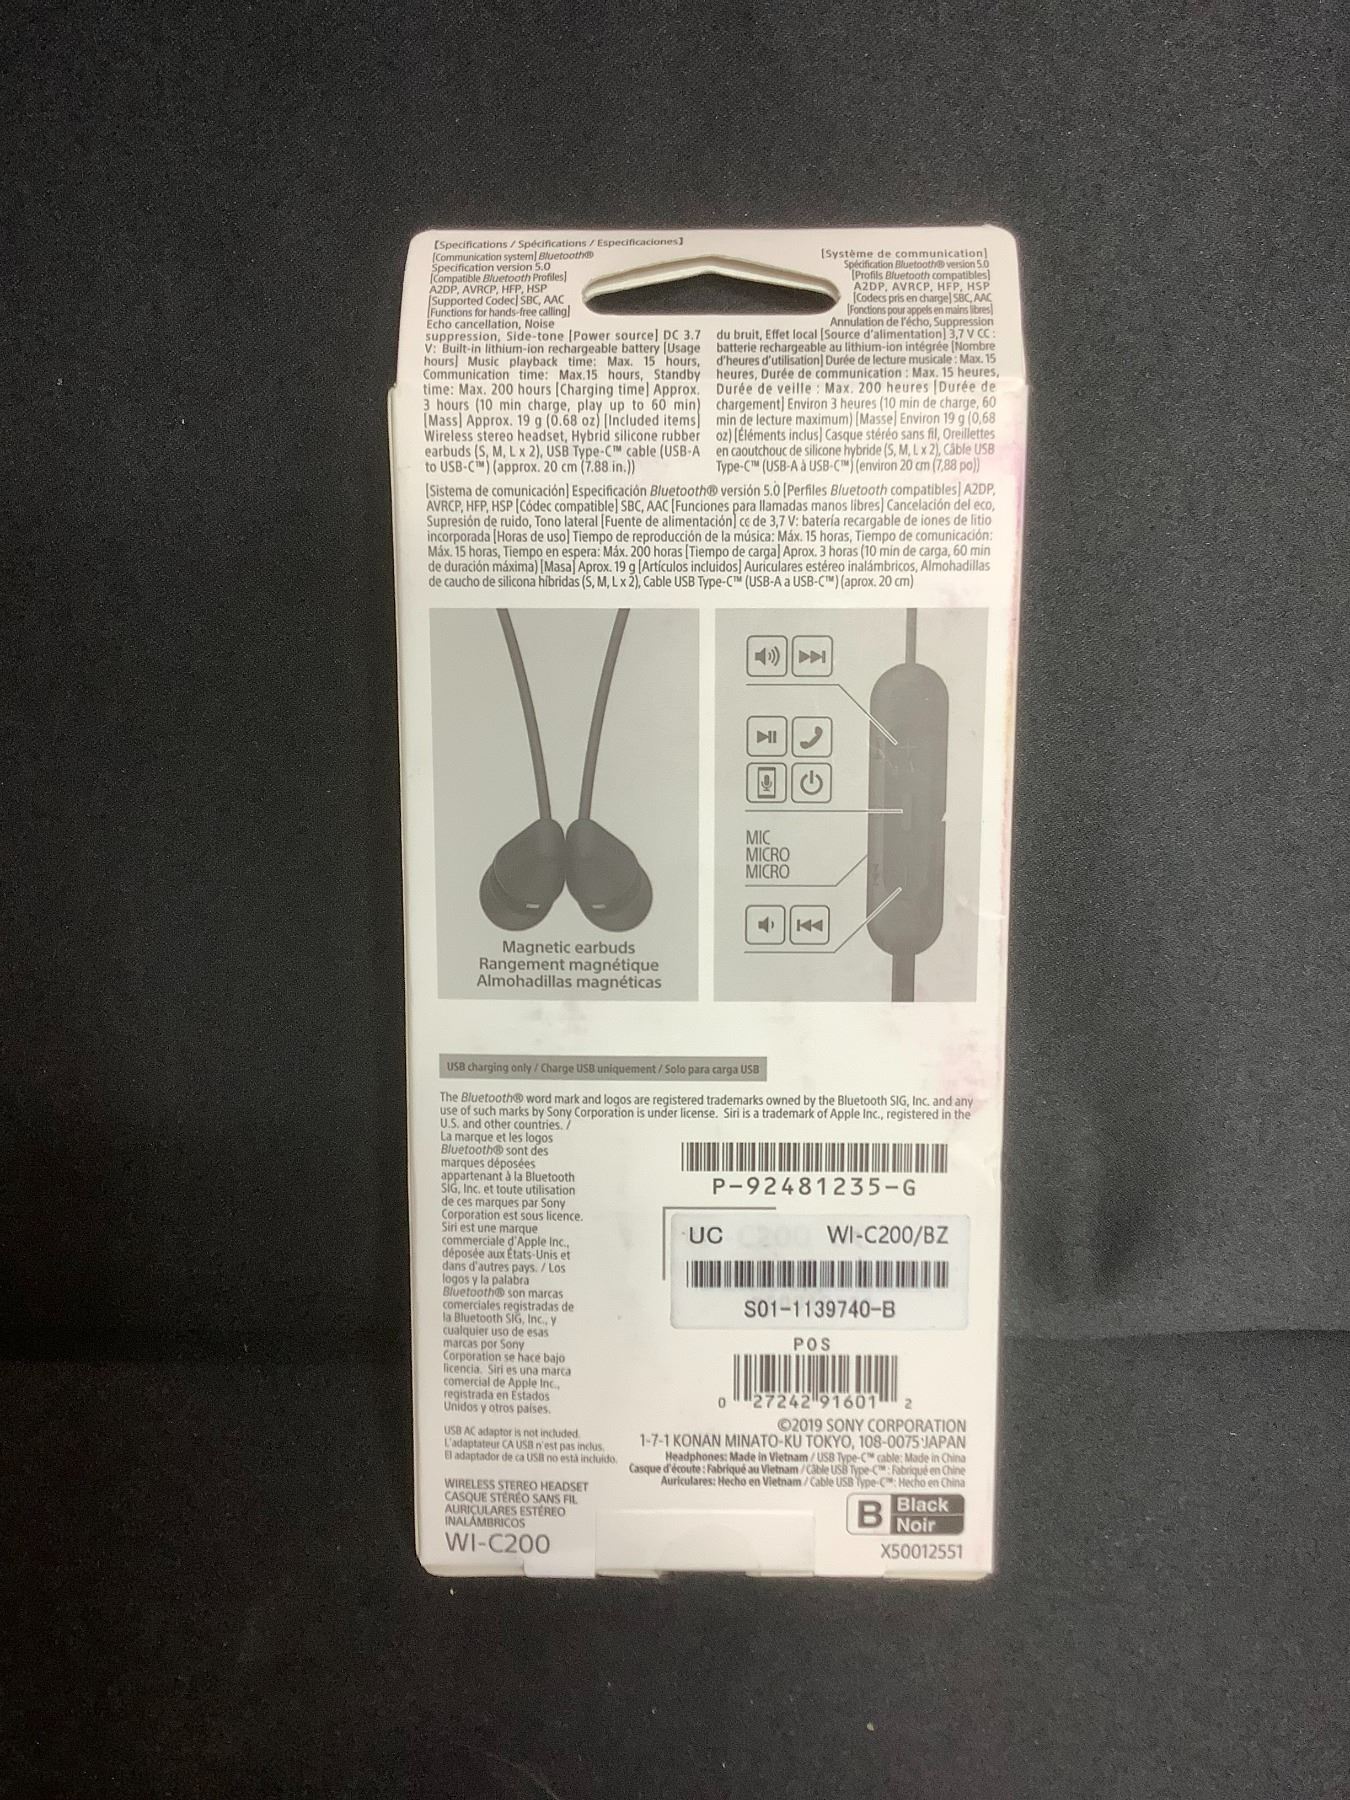 [Specifications / Spécifications / Especificaciones]
[Communication system] Bluetooth®
Specification version 5.0
[Compatible Bluetooth Profiles]
A2DP, AVRCP, HFP, HSP
[Supported Codec] SBC, AAC
[Functions for hands-free calling]
Echo cancellation, Noise
suppression, Side-tone [Power source] DC 3.7
V: Built-in lithium-ion rechargeable battery [Usage
hours] Music playback time: Max. 15 hours,
Communication time: Max.15 hours, Standby
time: Max. 200 hours [Charging time] Approx.
3 hours (10 min charge, play up to 60 min)
[Mass] Approx. 19 g (0.68 oz) [Included items]
Wireless stereo headset, Hybrid silicone rubber
earbuds (S, M, L x 2), USB Type-C™ cable (USB-A
to USB-C™) (approx. 20 cm (7.88 in.))
[Système de communication]
Spécification Bluetooth® version 5.0
[Profils Bluetooth compatibles]
A2DP, AVRCP, HFP, HSP
[Codecs pris en charge] SBC, AAC
[Fonctions pour appels en mains libres]
Annulation de l'écho, Suppression
du bruit, Effet local [Source d'alimentation] 3,7 V CC :
batterie rechargeable au lithium-ion intégrée [Nombre
d'heures d'utilisation] Durée de lecture musicale : Max. 15
heures, Durée de communication : Max. 15 heures,
Durée de veille : Max. 200 heures [Durée de
chargement] Environ 3 heures (10 min de charge, 60
min de lecture maximum) [Masse] Environ 19 g (0,68
oz) [Éléments inclus] Casque stéréo sans fil, Oreillettes
en caoutchouc de silicone hybride (S, M, L x 2), Câble USB
Type-C™ (USB-A à USB-C™) (environ 20 cm (7,88 po))
[Sistema de comunicación] Especificación Bluetooth® versión 5.0 [Perfiles Bluetooth compatibles] A2DP,
AVRCP, HFP, HSP [Códec compatible] SBC, AAC [Funciones para llamadas manos libres] Cancelación del eco,
Supresión de ruido, Tono lateral [Fuente de alimentación] cc de 3,7 V: batería recargable de iones de litio
incorporada [Horas de uso] Tiempo de reproducción de la música: Máx. 15 horas, Tiempo de comunicación:
Máx. 15 horas, Tiempo en espera: Máx. 200 horas [Tiempo de carga] Aprox. 3 horas (10 min de carga, 60 min
de duración máxima) [Masa] Aprox. 19 g [Artículos incluidos] Auriculares estéreo inalámbricos, Almohadillas
de caucho de silicona híbridas (S, M, L x 2), Cable USB Type-C™ (USB-A a USB-C™) (aprox. 20 cm)
Magnetic earbuds
Rangement magnétique
Almohadillas magnéticas
MIC
MICRO
MICRO
USB charging only / Charge USB uniquement / Solo para carga USB
The Bluetooth® word mark and logos are registered trademarks owned by the Bluetooth SIG, Inc. and any
use of such marks by Sony Corporation is under license. Siri is a trademark of Apple Inc., registered in the
U.S. and other countries. /
La marque et les logos
Bluetooth® sont des
marques déposées
appartenant à la Bluetooth
SIG, Inc. et toute utilisation
de ces marques par Sony
Corporation est sous licence.
Siri est une marque
commerciale d'Apple Inc.,
déposée aux États-Unis et
dans d'autres pays. / Los
logos y la palabra
Bluetooth® son marcas
comerciales registradas de
la Bluetooth SIG, Inc., y
cualquier uso de esas
marcas por Sony
Corporation se hace bajo
licencia. Siri es una marca
comercial de Apple Inc.,
registrada en Estados
Unidos y otros países.
P-92481235-G
UC WI-C200/BZ
S01-1139740-B
POS
0 27242 91601 2
©2019 SONY CORPORATION
1-7-1 KONAN MINATO-KU TOKYO, 108-0075 JAPAN
Headphones: Made in Vietnam / USB Type-C™ cable: Made in China
Casque d'écoute : Fabriqué au Vietnam / Câble USB Type-C™ : Fabriqué en Chine
Auriculares: Hecho en Vietnam / Cable USB Type-C™: Hecho en China
USB AC adaptor is not included.
L'adaptateur CA USB n'est pas inclus.
El adaptador de ca USB no está incluido.
WIRELESS STEREO HEADSET
CASQUE STÉRÉO SANS FIL
AURICULARES ESTÉREO
INALÁMBRICOS
WI-C200
B Black
Noir
X50012551